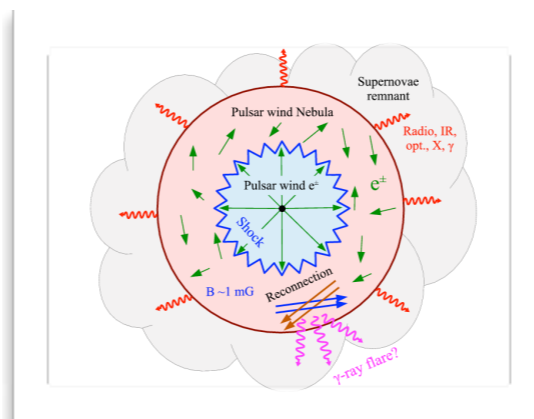 Supernovae
remnant
Pulsar wind Nebula
Radio, IR,
opt., X, γ
Pulsar wind e±
e±
Shock
B ~1 mG
Reconnection
γ-ray flare?